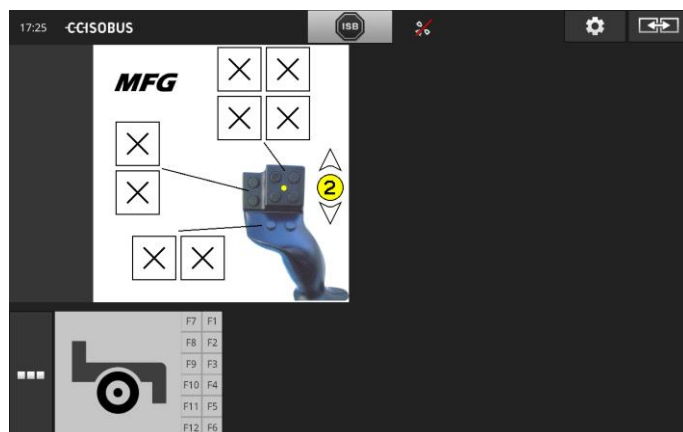 17:25 CCISOBUS ISB
MFG
2
F7 F1
F8 F2
F9 F3
F10 F4
F11 F5
F12 F6